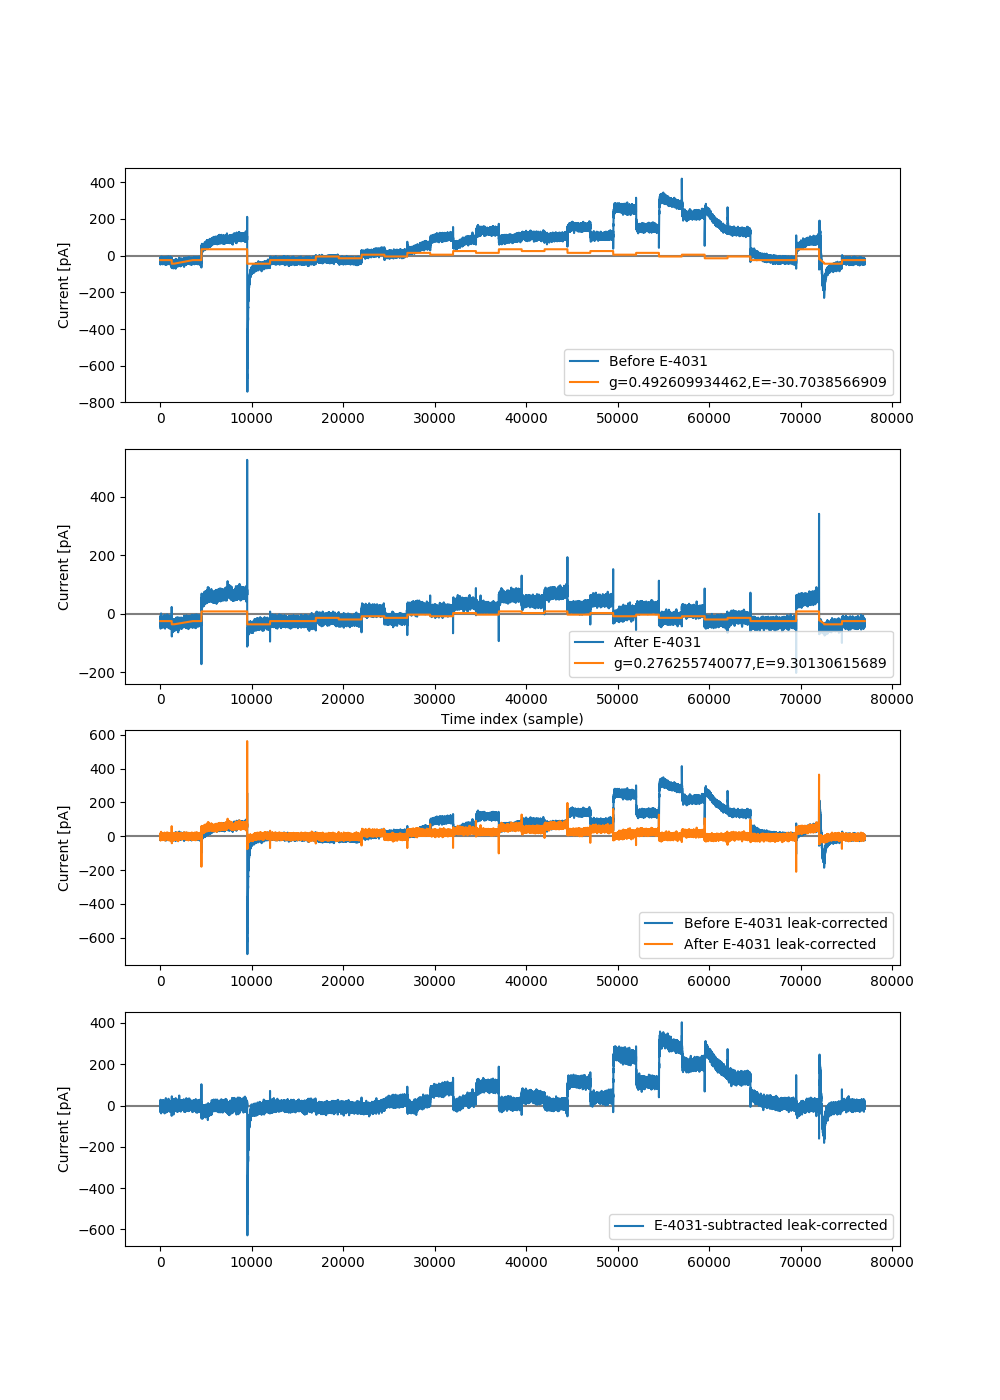 400
200
0
−200
−400
−600
−800
Current [pA]
Before E-4031
g=0.492609934462,E=-30.7038566909
0 10000 20000 30000 40000 50000 60000 70000 80000
400
200
0
−200
Current [pA]
After E-4031
g=0.276255740077,E=9.30130615689
0 10000 20000 30000 40000 50000 60000 70000 80000
Time index (sample)
600
400
200
0
−200
−400
−600
Current [pA]
Before E-4031 leak-corrected
After E-4031 leak-corrected
0 10000 20000 30000 40000 50000 60000 70000 80000
400
200
0
−200
−400
−600
Current [pA]
E-4031-subtracted leak-corrected
0 10000 20000 30000 40000 50000 60000 70000 80000